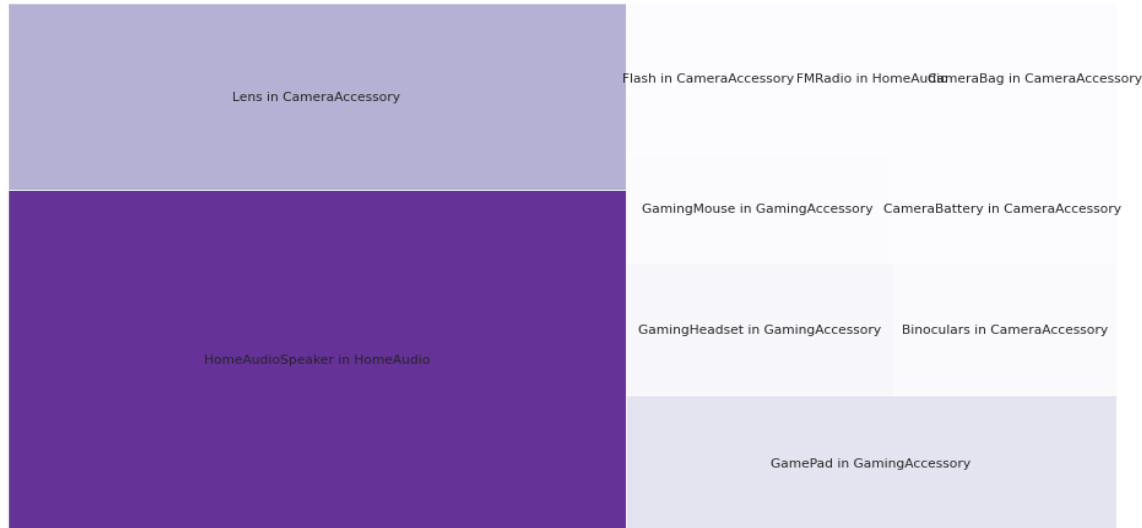 Lens in CameraAccessory
HomeAudioSpeaker in HomeAudio
Flash in CameraAccessory
FMRadio in HomeAudio
CameraBag in CameraAccessory
GamingMouse in GamingAccessory
CameraBattery in CameraAccessory
GamingHeadset in GamingAccessory
Binoculars in CameraAccessory
GamePad in GamingAccessory